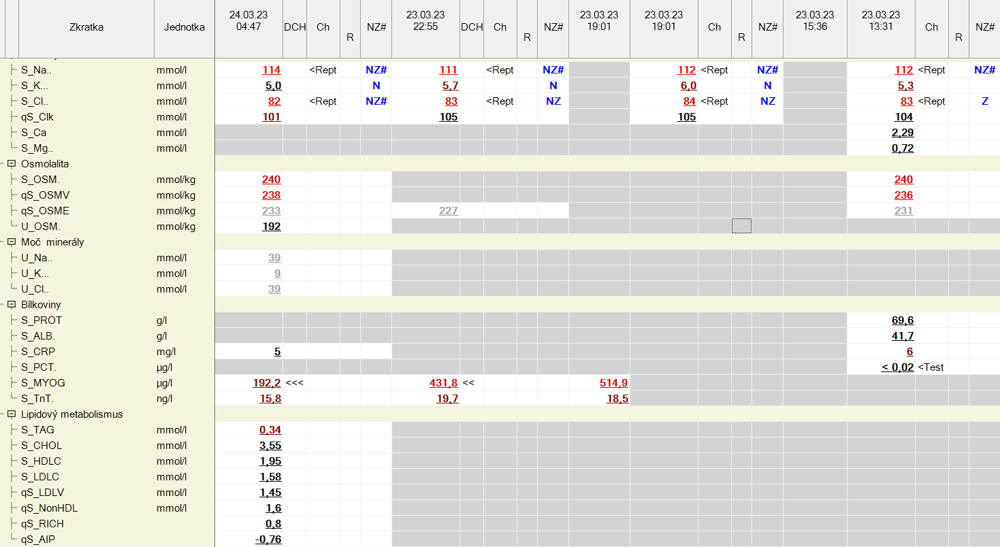 Zkratka Jednotka 24.03.23 04:47 DCH Ch R NZ# 23.03.23 22:55 DCH Ch R NZ# 23.03.23 19:01 23.03.23 19:01 Ch R NZ# 23.03.23 15:36 23.03.23 13:31 Ch R NZ#
S_Na.. mmol/l 114 <Rept NZ# 111 <Rept NZ# 112 <Rept NZ# 112 <Rept NZ#
S_K... mmol/l 5,0 N 5,7 N 6,0 N 5,3
S_Cl.. mmol/l 82 <Rept NZ# 83 <Rept NZ 84 <Rept NZ 83 <Rept Z
qS_Clk mmol/l 101 105 105 104
S_Ca mmol/l 2,29
S_Mg.. mmol/l 0,72
Osmolalita
S_OSM. mmol/kg 240 240
qS_OSMV mmol/kg 238 236
qS_OSME mmol/kg 233 227 231
U_OSM. mmol/kg 192
Moč minerály
U_Na.. mmol/l 39
U_K... mmol/l 9
U_Cl.. mmol/l 39
Bílkoviny
S_PROT g/l 69,6
S_ALB. g/l 41,7
S_CRP mg/l 5 6
S_PCT. µg/l < 0,02 <Test
S_MYOG µg/l 192,2 <<< 431,8 << 514,9
S_TnT. ng/l 15,8 19,7 18,5
Lipidový metabolismus
S_TAG mmol/l 0,34
S_CHOL mmol/l 3,55
S_HDLC mmol/l 1,95
S_LDLC mmol/l 1,58
qS_LDLV mmol/l 1,45
qS_NonHDL mmol/l 1,6
qS_RICH 0,8
qS_AIP -0,76